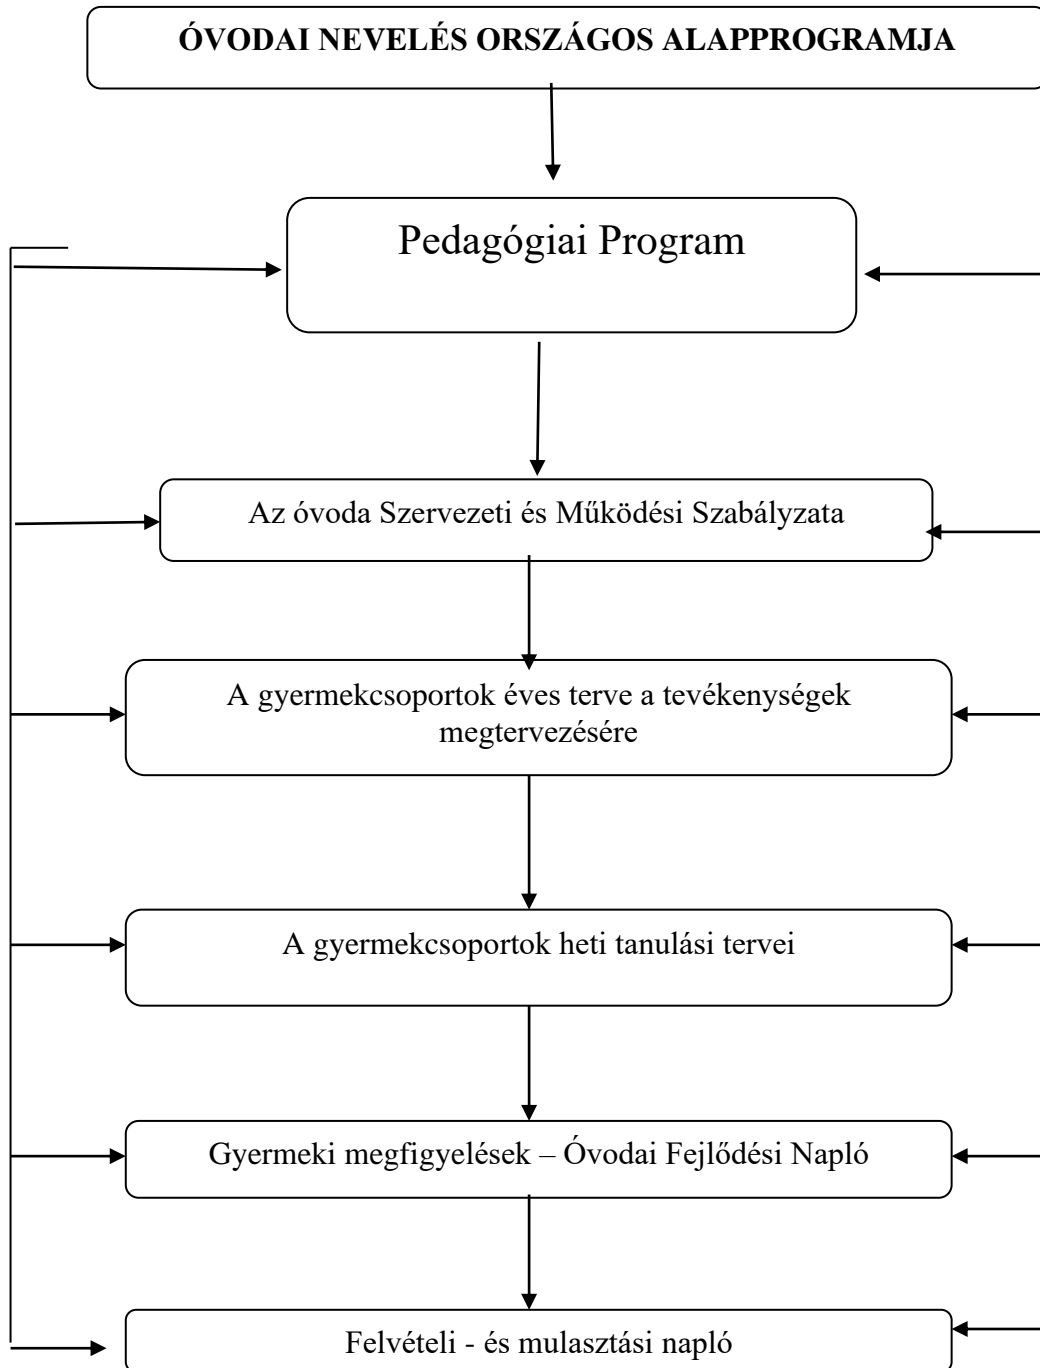 ÓVODAI NEVELÉS ORSZÁGOS ALAPPROGRAMJA
Pedagógiai Program
Az óvoda Szervezeti és Működési Szabályzata
A gyermekcsoportok éves terve a tevékenységek
megtervezésére
A gyermekcsoportok heti tanulási tervei
Gyermeki megfigyelések – Óvodai Fejlődési Napló
Felvételi - és mulasztási napló